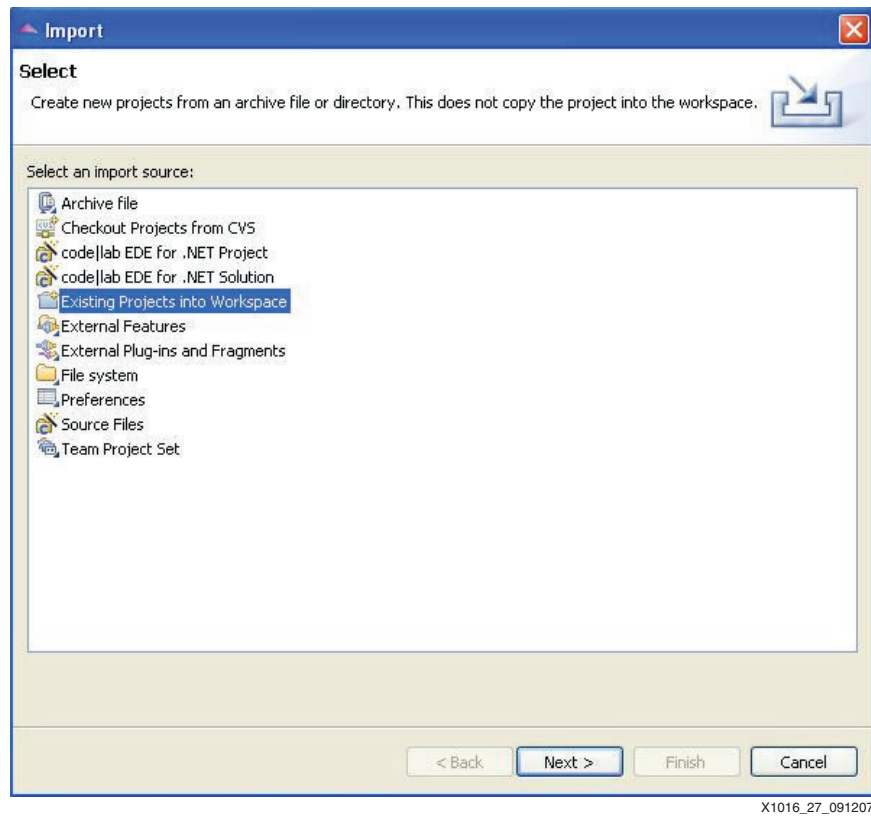 Import
Select
Create new projects from an archive file or directory. This does not copy the project into the workspace.
Select an import source:
Archive file
Checkout Projects from CVS
code|lab EDE for .NET Project
code|lab EDE for .NET Solution
Existing Projects into Workspace
External Features
External Plug-ins and Fragments
File system
Preferences
Source Files
Team Project Set
< Back Next > Finish Cancel
X1016_27_091207